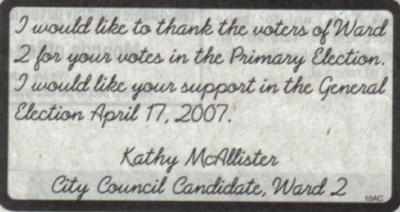 I would like to thank the voters of Ward
2 for your votes in the Primary Election.
I would like your support in the General
Election April 17, 2007.
Kathy McAllister
City Council Candidate, Ward 2
10AC